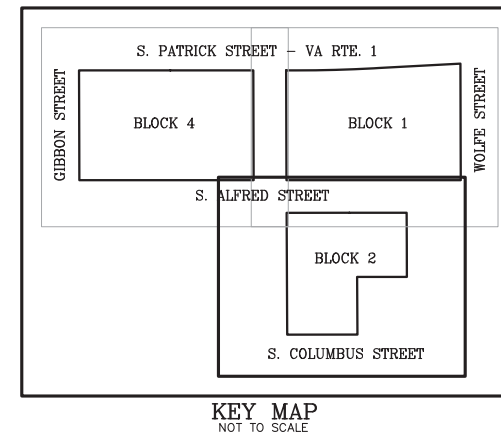 S. PATRICK STREET - VA RTE. 1
GIBBON STREET
BLOCK 4
BLOCK 1
WOLFE STREET
S. ALFRED STREET
BLOCK 2
S. COLUMBUS STREET
KEY MAP
NOT TO SCALE